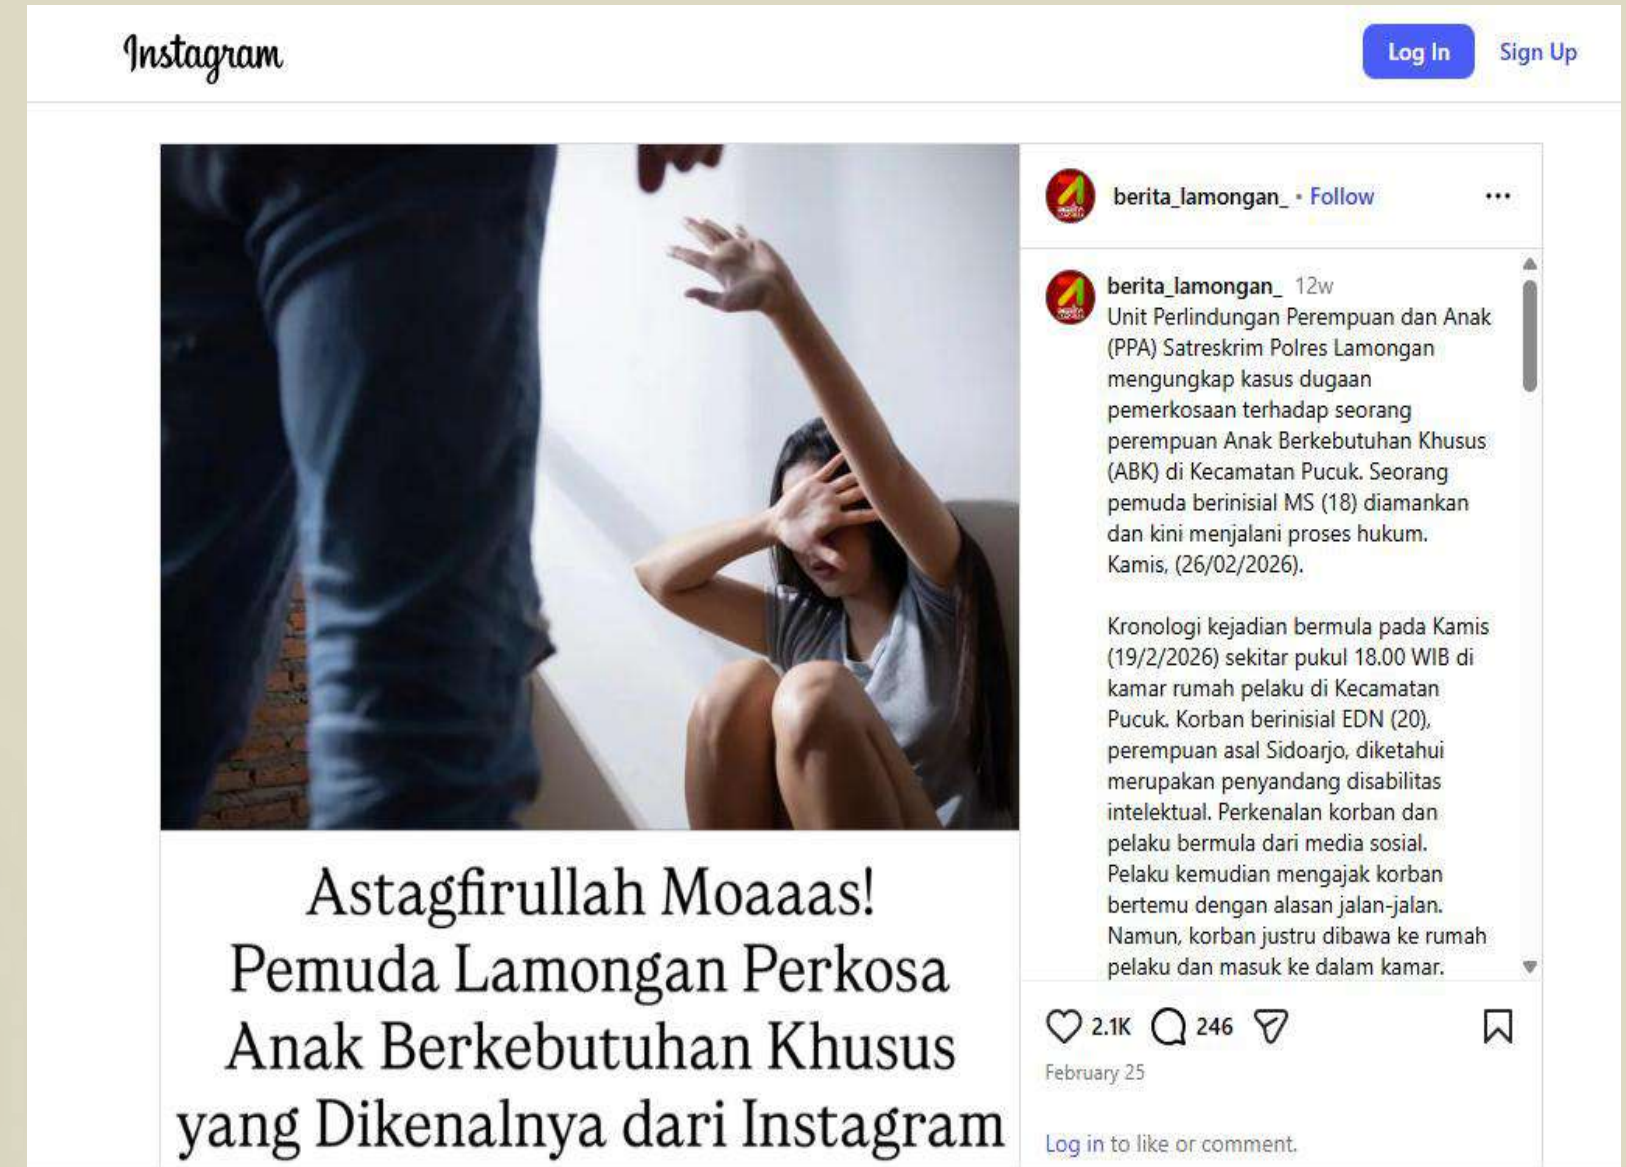 Instagram
Log In
Sign Up
berita_lamongan_ • Follow
berita_lamongan_ 12w
Unit Perlindungan Perempuan dan Anak
(PPA) Satreskrim Polres Lamongan
mengungkap kasus dugaan
pemerkosaan terhadap seorang
perempuan Anak Berkebutuhan Khusus
(ABK) di Kecamatan Pucuk. Seorang
pemuda berinisial MS (18) diamankan
dan kini menjalani proses hukum.
Kamis, (26/02/2026).
Kronologi kejadian bermula pada Kamis
(19/2/2026) sekitar pukul 18.00 WIB di
kamar rumah pelaku di Kecamatan
Pucuk. Korban berinisial EDN (20),
perempuan asal Sidoarjo, diketahui
merupakan penyandang disabilitas
intelektual. Perkenalan korban dan
pelaku bermula dari media sosial.
Pelaku kemudian mengajak korban
bertemu dengan alasan jalan-jalan.
Namun, korban justru dibawa ke rumah
pelaku dan masuk ke dalam kamar.
Astagfirullah Moaaas!
Pemuda Lamongan Perkosa
Anak Berkebutuhan Khusus
yang Dikenalnya dari Instagram
2.1K 246
February 25
Log in to like or comment.